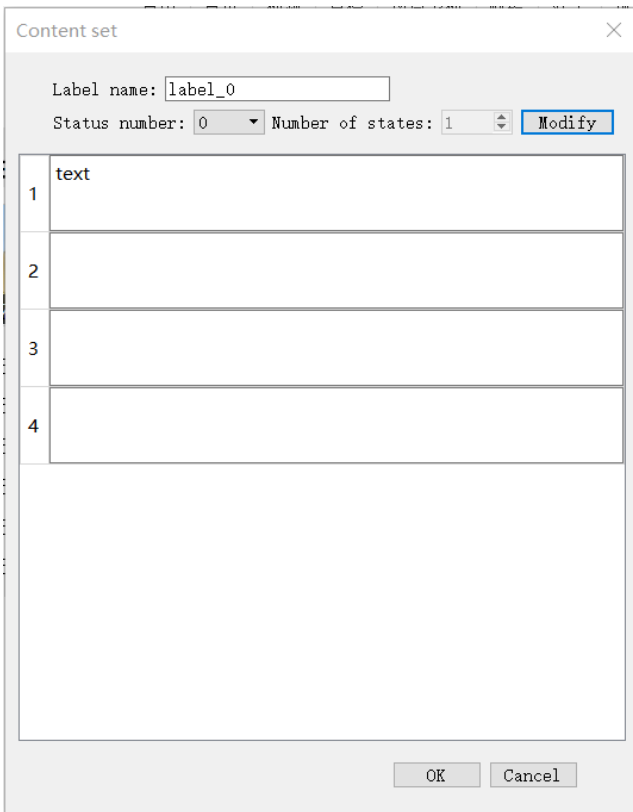 Content set
Label name: label_0
Status number: 0 Number of states: 1 Modify
1 text
2
3
4
OK Cancel